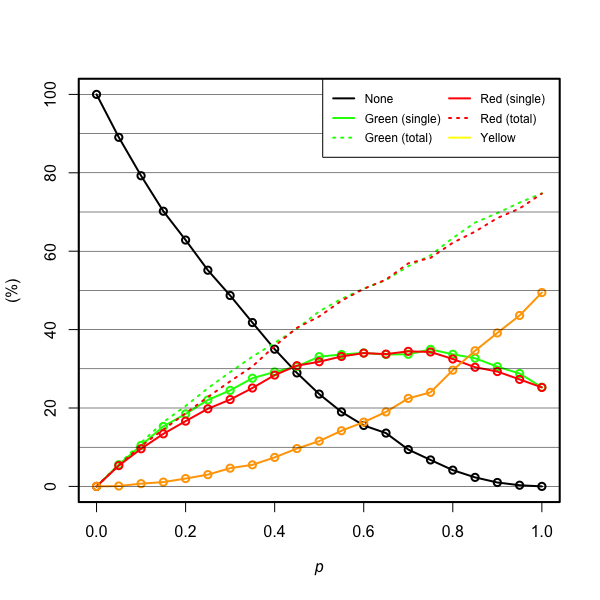 None
Green (single)
Green (total)
Red (single)
Red (total)
Yellow
100
80
60
40
20
0
(%)
0.0 0.2 0.4 0.6 0.8 1.0
p